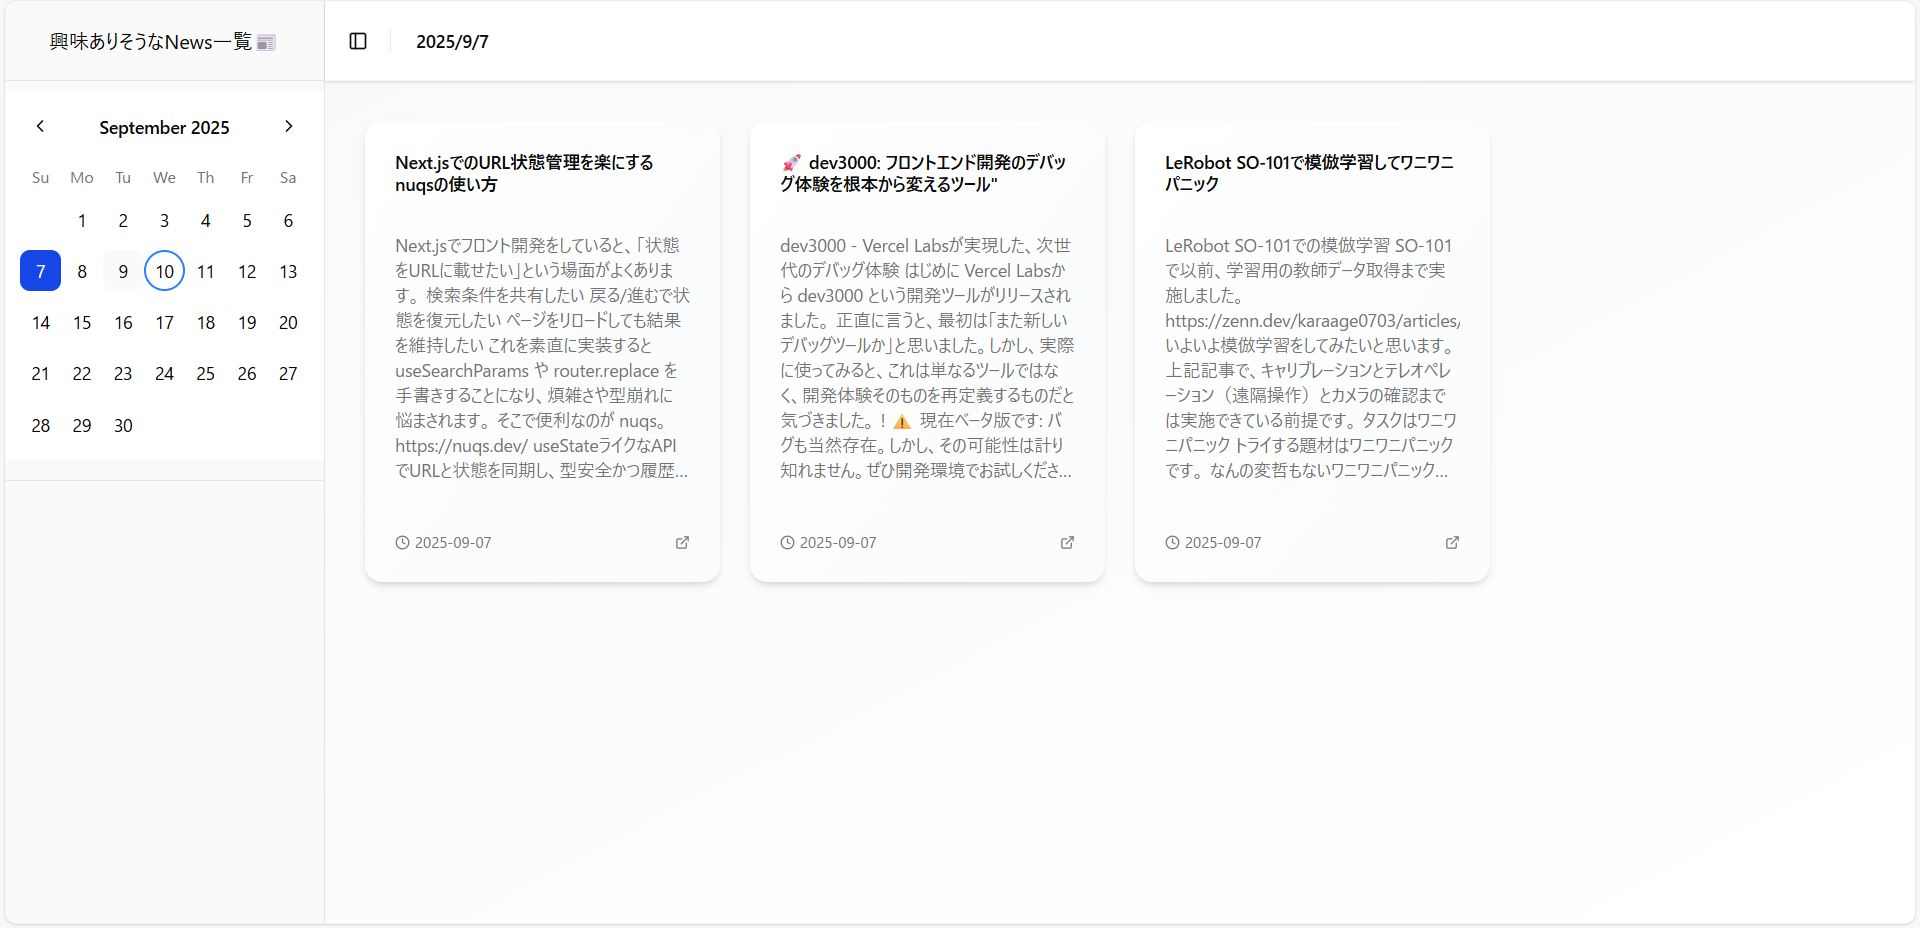 興味ありそうなNews一覧📰
2025/9/7
September 2025
Su Mo Tu We Th Fr Sa
1 2 3 4 5 6
7 8 9 10 11 12 13
14 15 16 17 18 19 20
21 22 23 24 25 26 27
28 29 30
Next.jsでのURL状態管理を楽にする
nuqsの使い方
Next.jsでフロント開発をしていると、「状態
をURLに載せたい」という場面がよくありま
す。 検索条件を共有したい 戻る/進むで状
態を復元したい ページをリロードしても結果
を維持したい これを素直に実装すると
useSearchParams や router.replace を
手書きすることになり、煩雑さや型崩れに
悩まされます。 そこで便利なのが nuqs。
https://nuqs.dev/ useStateライクなAPI
でURLと状態を同期し、型安全かつ履歴...
2025-09-07
🚀 dev3000: フロントエンド開発のデバッ
グ体験を根本から変えるツール"
dev3000 - Vercel Labsが実現した、次世
代のデバッグ体験 はじめに Vercel Labsか
ら dev3000 という開発ツールがリリースされ
ました。 正直に言うと、最初は「また新しい
デバッグツールか」と思いました。しかし、実際
に使ってみると、これは単なるツールではな
く、開発体験そのものを再定義するものだと
気づきました。 ! ⚠️ 現在ベータ版です: バ
グも当然存在。しかし、その可能性は計り
知れません。ぜひ開発環境でお試しくださ...
2025-09-07
LeRobot SO-101で模倣学習してワニワニ
パニック
LeRobot SO-101での模倣学習 SO-101
で以前、学習用の教師データ取得まで実
施しました。
https://zenn.dev/karaage0703/articles/
いよいよ模倣学習をしてみたいと思います。
上記記事で、キャリブレーションとテレオペレ
ーション（遠隔操作）とカメラの確認まで
は実施できている前提です。 タスクはワニワ
ニパニック トライする題材はワニワニパニック
です。 なんの変哲もないワニワニパニック...
2025-09-07